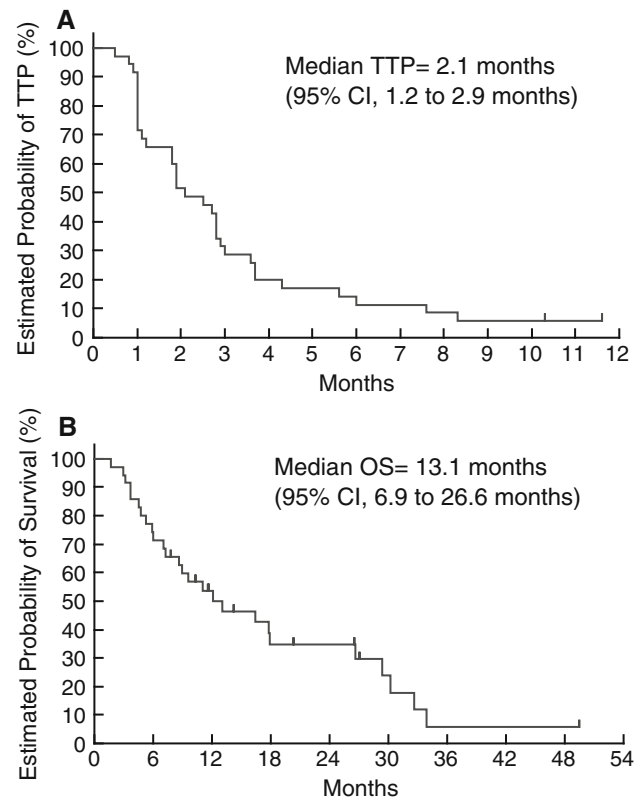 A
Estimated Probability of TTP (%)
100
90
80
70
60
50
40
30
20
10
0
Median TTP= 2.1 months
(95% CI, 1.2 to 2.9 months)
0 1 2 3 4 5 6 7 8 9 10 11 12
Months
B
Estimated Probability of Survival (%)
100
90
80
70
60
50
40
30
20
10
0
Median OS= 13.1 months
(95% CI, 6.9 to 26.6 months)
0 6 12 18 24 30 36 42 48 54
Months